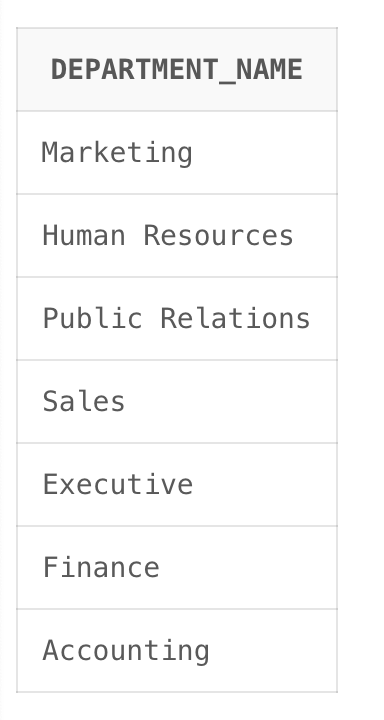 DEPARTMENT_NAME
Marketing
Human Resources
Public Relations
Sales
Executive
Finance
Accounting